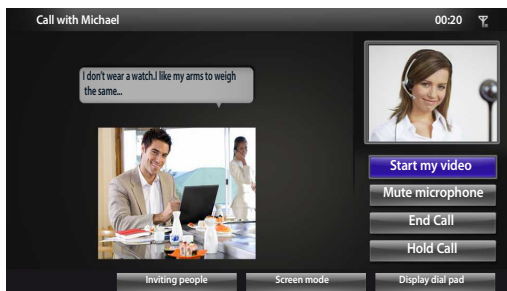 Call with Michael
00:20
I don't wear a watch.I like my arms to weigh
the same...
Start my video
Mute microphone
End Call
Hold Call
Inviting people
Screen mode
Display dial pad